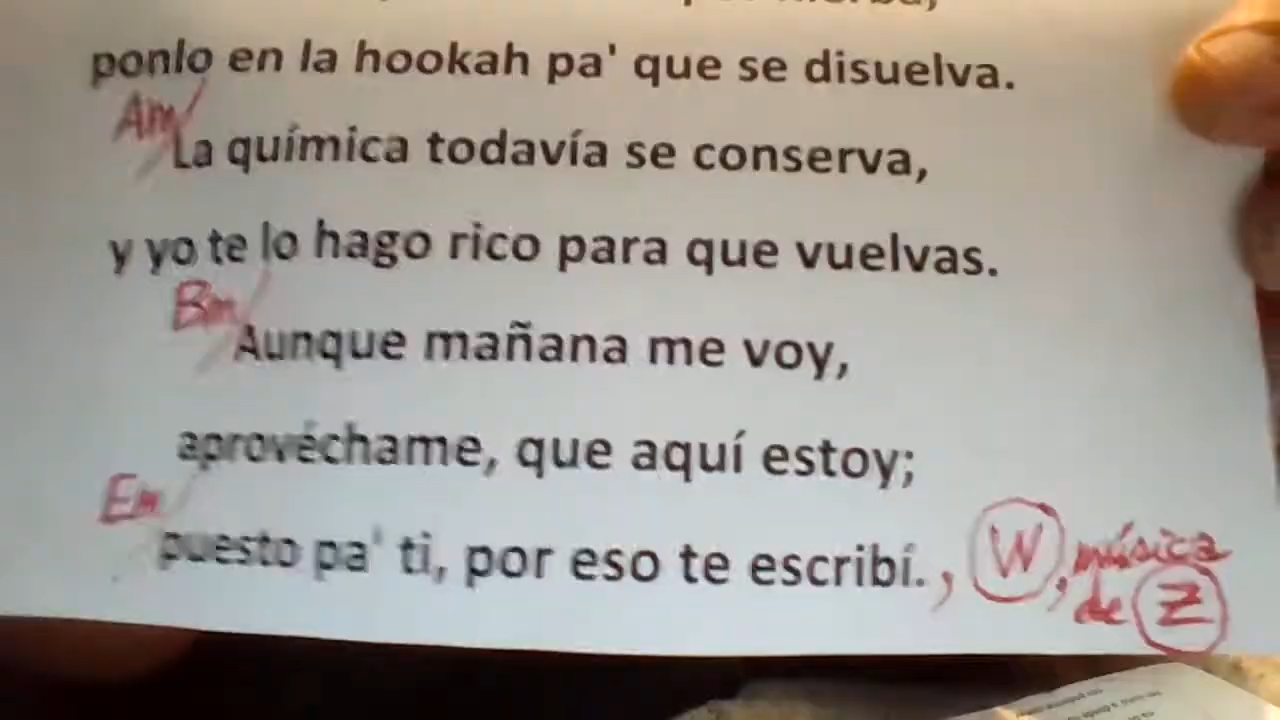 ponlo en la hookah pa' que se disuelva.
Am
La química todavía se conserva,
y yo te lo hago rico para que vuelvas.
Bm
Aunque mañana me voy,
aprovéchame, que aquí estoy;
Em
puesto pa' ti, por eso te escribí. , W, música
de Z